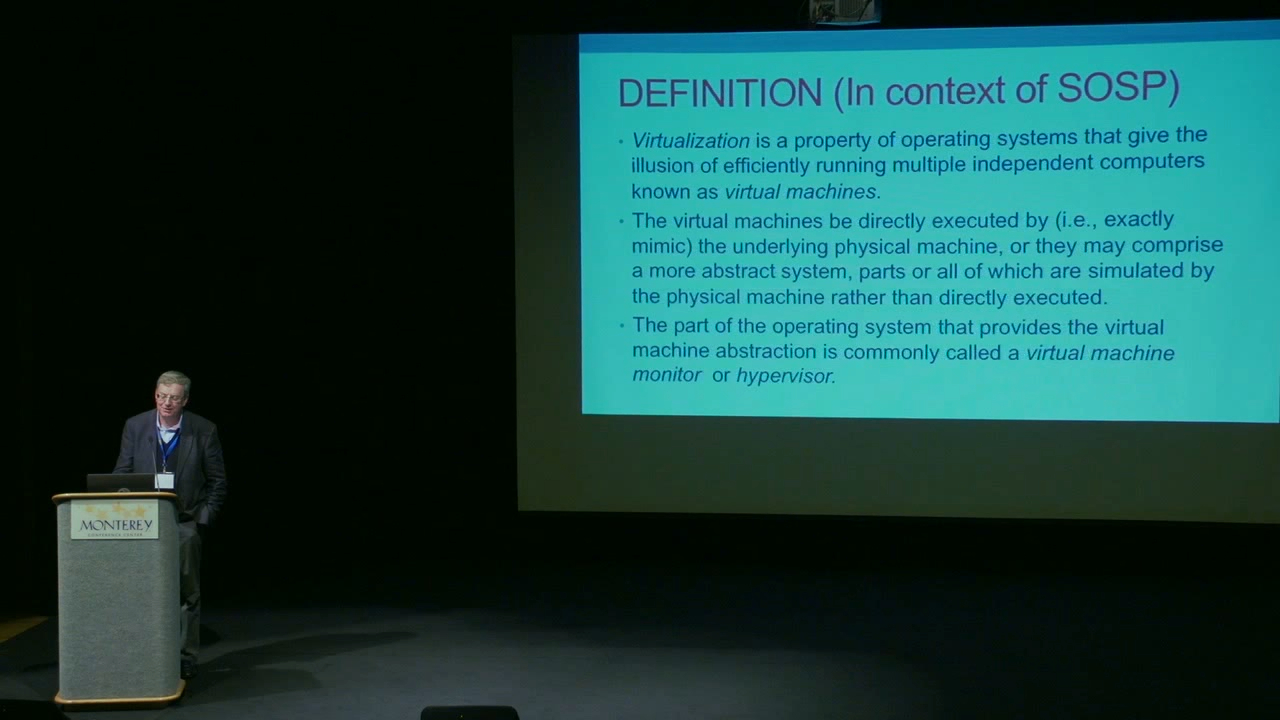 DEFINITION (In context of SOSP)
• Virtualization is a property of operating systems that give the
illusion of efficiently running multiple independent computers
known as virtual machines.
• The virtual machines be directly executed by (i.e., exactly
mimic) the underlying physical machine, or they may comprise
a more abstract system, parts or all of which are simulated by
the physical machine rather than directly executed.
• The part of the operating system that provides the virtual
machine abstraction is commonly called a virtual machine
monitor or hypervisor.
MONTEREY
CONFERENCE CENTER